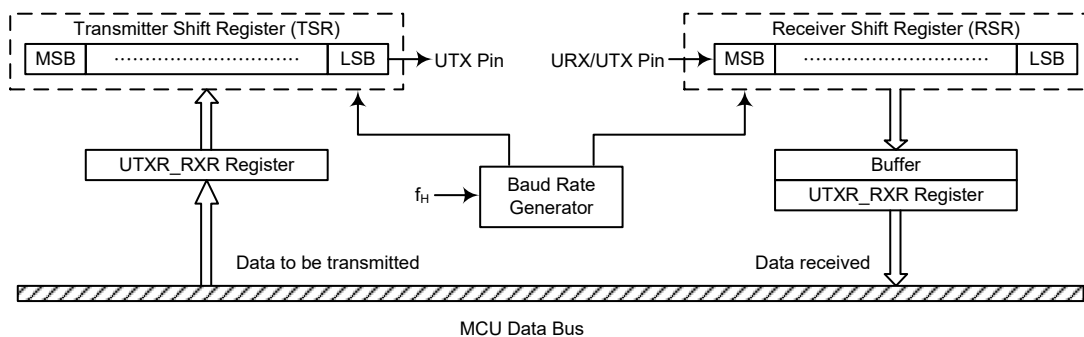 Transmitter Shift Register (TSR)
MSB ………………………… LSB
UTX Pin
Receiver Shift Register (RSR)
URX/UTX Pin
MSB ………………………… LSB
UTXR_RXR Register
fH
Baud Rate
Generator
Buffer
UTXR_RXR Register
Data to be transmitted
Data received
MCU Data Bus